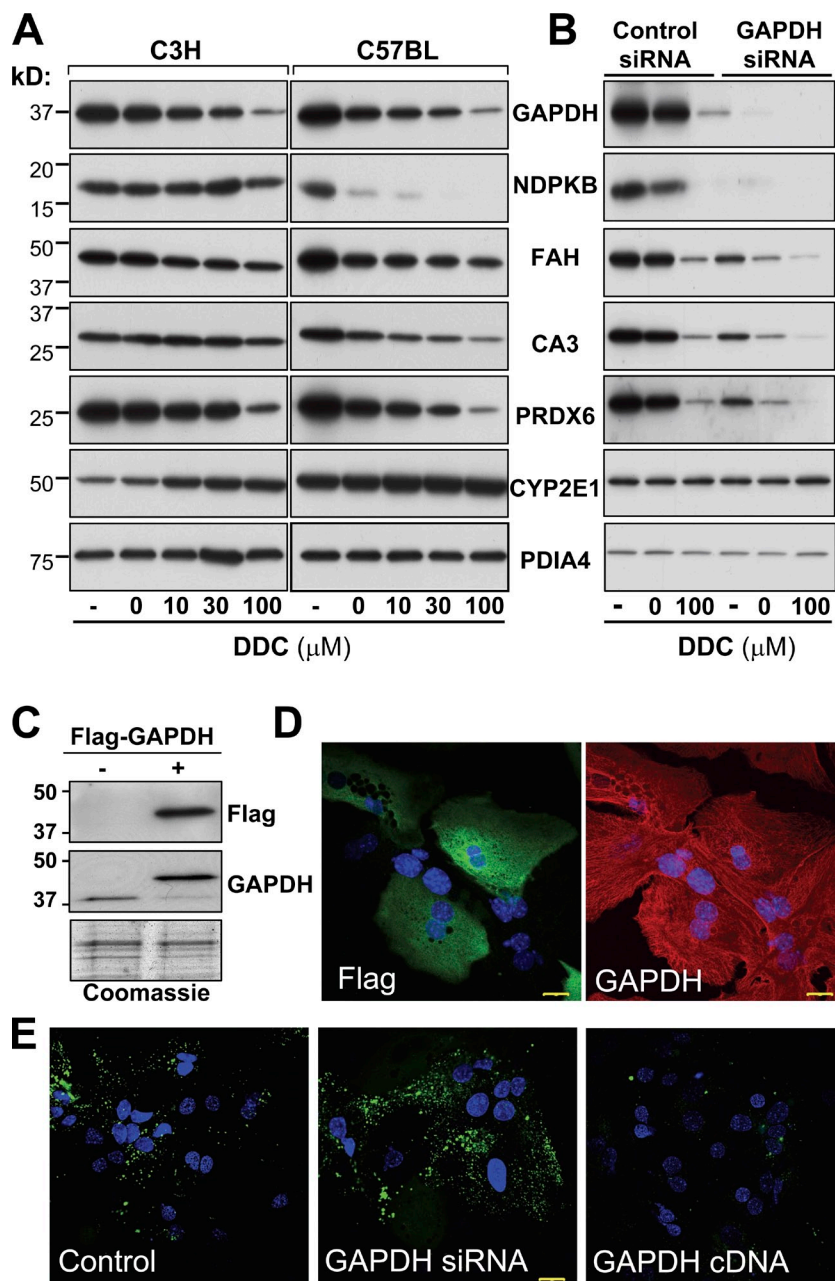 A
B
C3H
C57BL
Control siRNA
GAPDH siRNA
kD:
37
GAPDH
20
15
NDPKB
50
37
FAH
37
25
CA3
25
PRDX6
50
CYP2E1
75
PDIA4
- 0 10 30 100 - 0 10 30 100
- 0 100 - 0 100
DDC (μM)
DDC (μM)
C
D
Flag-GAPDH
- +
50
37
Flag
50
37
GAPDH
Coomassie
Flag
GAPDH
E
Control
GAPDH siRNA
GAPDH cDNA